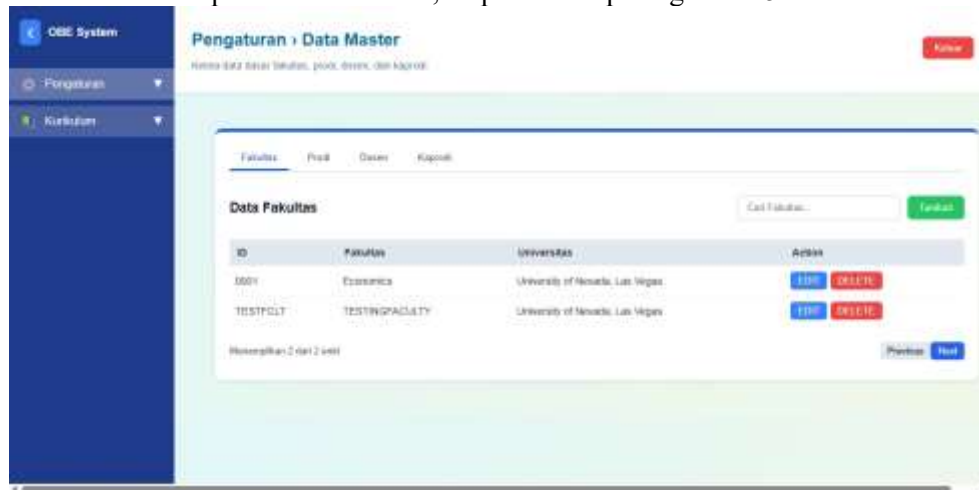 OBE System
Pengaturan › Data Master
Keluar
Kelola data dasar fakultas, prodi, dosen, dan kaprodi
Pengaturan
Kurikulum
Fakultas Prodi Dosen Kaprodi
Data Fakultas
Cari Fakultas...
Tambah
ID Fakultas Universitas Action
0001 Economics University of Nevada, Las Vegas EDIT DELETE
TESTFCLT TESTINGFACULTY University of Nevada, Las Vegas EDIT DELETE
Menampilkan 2 dari 2 entri
Previous Next